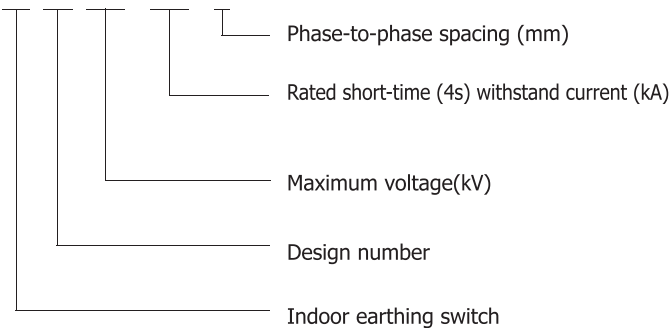 Phase-to-phase spacing (mm)
Rated short-time (4s) withstand current (kA)
Maximum voltage(kV)
Design number
Indoor earthing switch